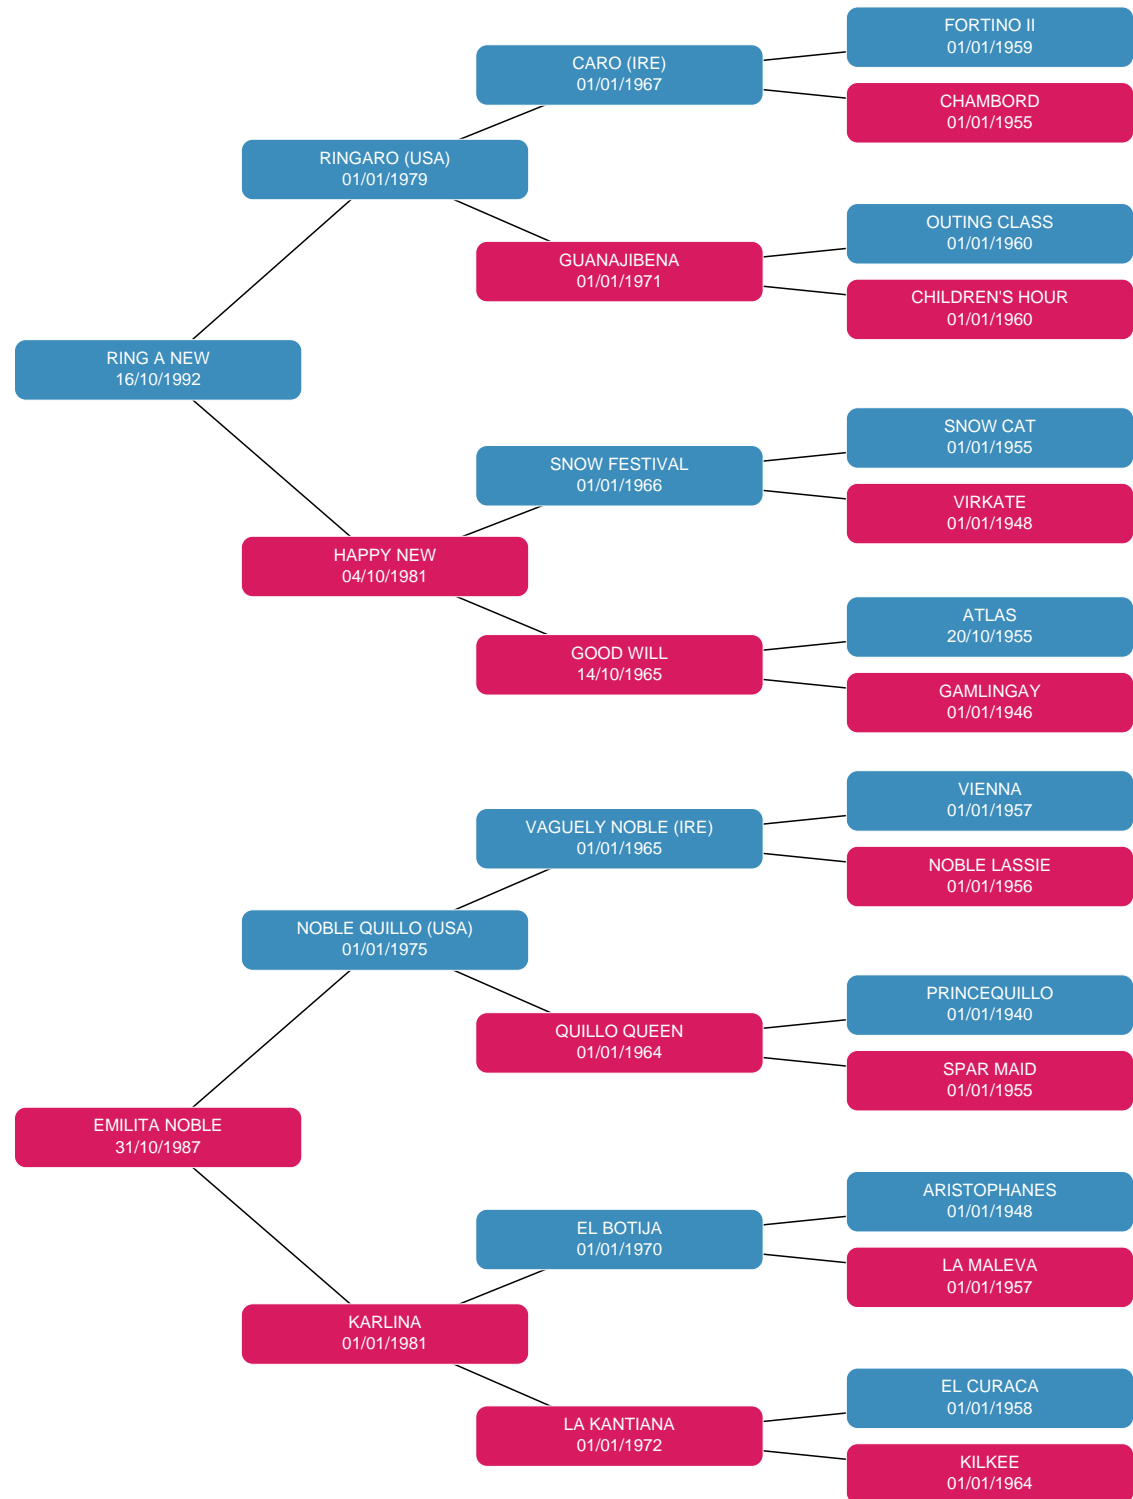 FORTINO II
01/01/1959
CARO (IRE)
01/01/1967
CHAMBORD
01/01/1955
RINGARO (USA)
01/01/1979
OUTING CLASS
01/01/1960
GUANAJIBENA
01/01/1971
CHILDREN'S HOUR
01/01/1960
RING A NEW
16/10/1992
SNOW CAT
01/01/1955
SNOW FESTIVAL
01/01/1966
VIRKATE
01/01/1948
HAPPY NEW
04/10/1981
ATLAS
20/10/1955
GOOD WILL
14/10/1965
GAMLINGAY
01/01/1946
VIENNA
01/01/1957
VAGUELY NOBLE (IRE)
01/01/1965
NOBLE LASSIE
01/01/1956
NOBLE QUILLO (USA)
01/01/1975
PRINCEQUILLO
01/01/1940
QUILLO QUEEN
01/01/1964
SPAR MAID
01/01/1955
EMILITA NOBLE
31/10/1987
ARISTOPHANES
01/01/1948
EL BOTIJA
01/01/1970
LA MALEVA
01/01/1957
KARLINA
01/01/1981
EL CURACA
01/01/1958
LA KANTIANA
01/01/1972
KILKEE
01/01/1964